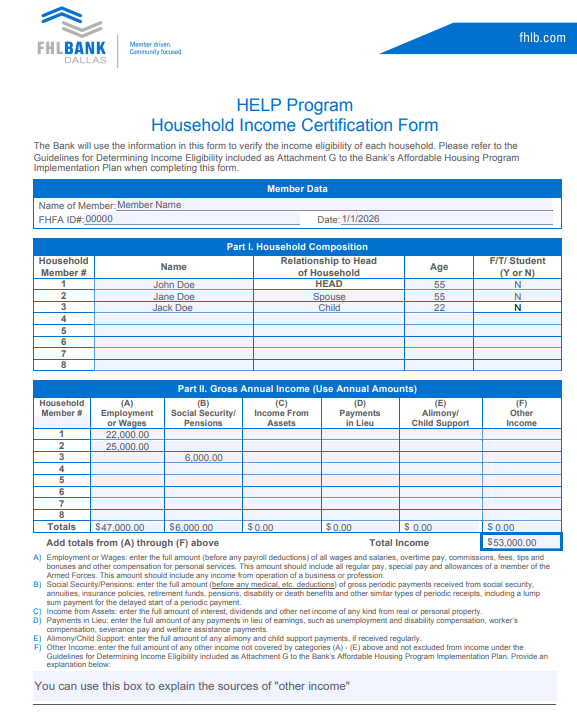 FHLBANK
DALLAS
Member driven.
Community focused.
fhlb.com
HELP Program
Household Income Certification Form
The Bank will use the information in this form to verify the income eligibility of each household. Please refer to the
Guidelines for Determining Income Eligibility included as Attachment G to the Bank's Affordable Housing Program
Implementation Plan when completing this form.
Member Data
Name of Member: Member Name
FHFA ID#: 00000 Date: 1/1/2026
Part I. Household Composition
Household Member # Name Relationship to Head of Household Age F/T/ Student (Y or N)
1 John Doe HEAD 55 N
2 Jane Doe Spouse 55 N
3 Jack Doe Child 22 N
4
5
6
7
8
Part II. Gross Annual Income (Use Annual Amounts)
Household Member # (A) Employment or Wages (B) Social Security/ Pensions (C) Income From Assets (D) Payments in Lieu (E) Alimony/ Child Support (F) Other Income
1 22,000.00
2 25,000.00
3 6,000.00
4
5
6
7
8
Totals $47,000.00 $6,000.00 $0.00 $ 0.00 $ 0.00 $ 0.00
Add totals from (A) through (F) above Total Income $53,000.00
A) Employment or Wages: enter the full amount (before any payroll deductions) of all wages and salaries, overtime pay, commissions, fees, tips and
bonuses and other compensation for personal services. This amount should include all regular pay, special pay and allowances of a member of the
Armed Forces. This amount should include any income from operation of a business or profession.
B) Social Security/Pensions: enter the full amount (before any medical, etc. deductions) of gross periodic payments received from social security,
annuities, insurance policies, retirement funds, pensions, disability or death benefits and other similar types of periodic receipts, including a lump
sum payment for the delayed start of a periodic payment.
C) Income from Assets: enter the full amount of interest, dividends and other net income of any kind from real or personal property.
D) Payments in Lieu: enter the full amount of any payments in lieu of earnings, such as unemployment and disability compensation, worker's
compensation, severance pay and welfare assistance payments.
E) Alimony/Child Support: enter the full amount of any alimony and child support payments, if received regularly.
F) Other Income: enter the full amount of any other income not covered by categories (A) - (E) above and not excluded from income under the
Guidelines for Determining Income Eligibility included as Attachment G to the Bank's Affordable Housing Program Implementation Plan. Provide an
explanation below:
You can use this box to explain the sources of "other income"